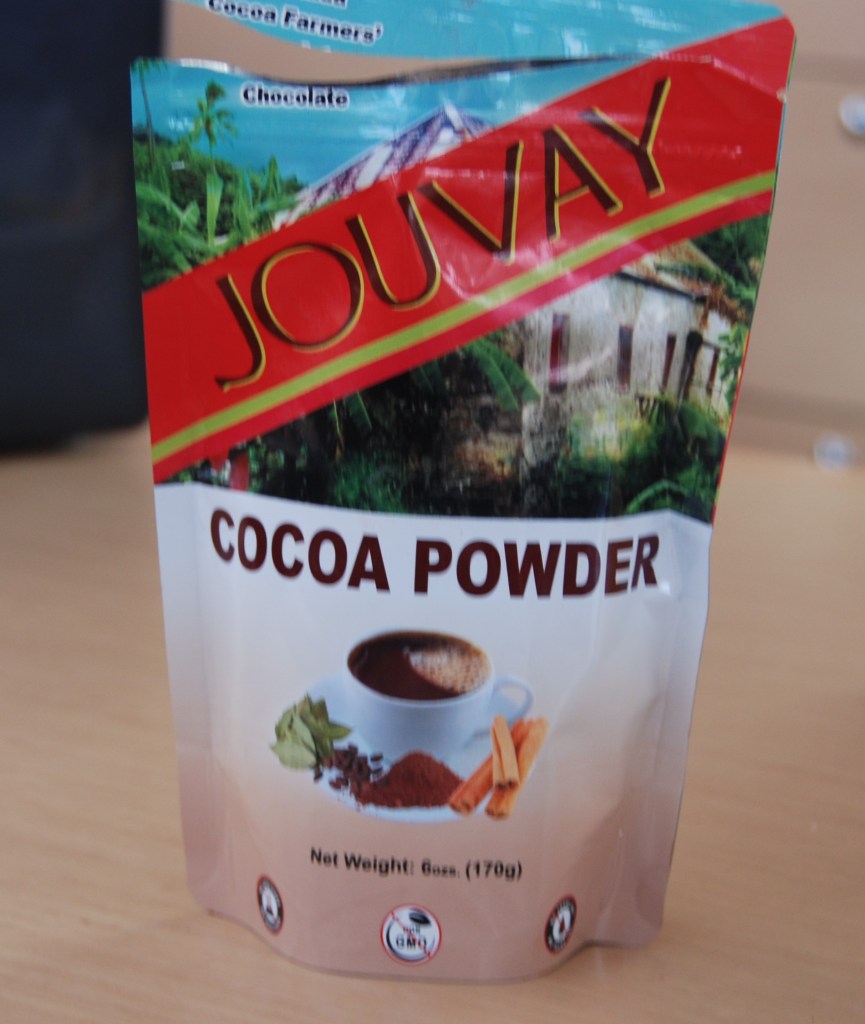 Cocoa Farmers'
Chocolate
JOUVAY
COCOA POWDER
Net Weight: 6ozs. (170g)
GMO